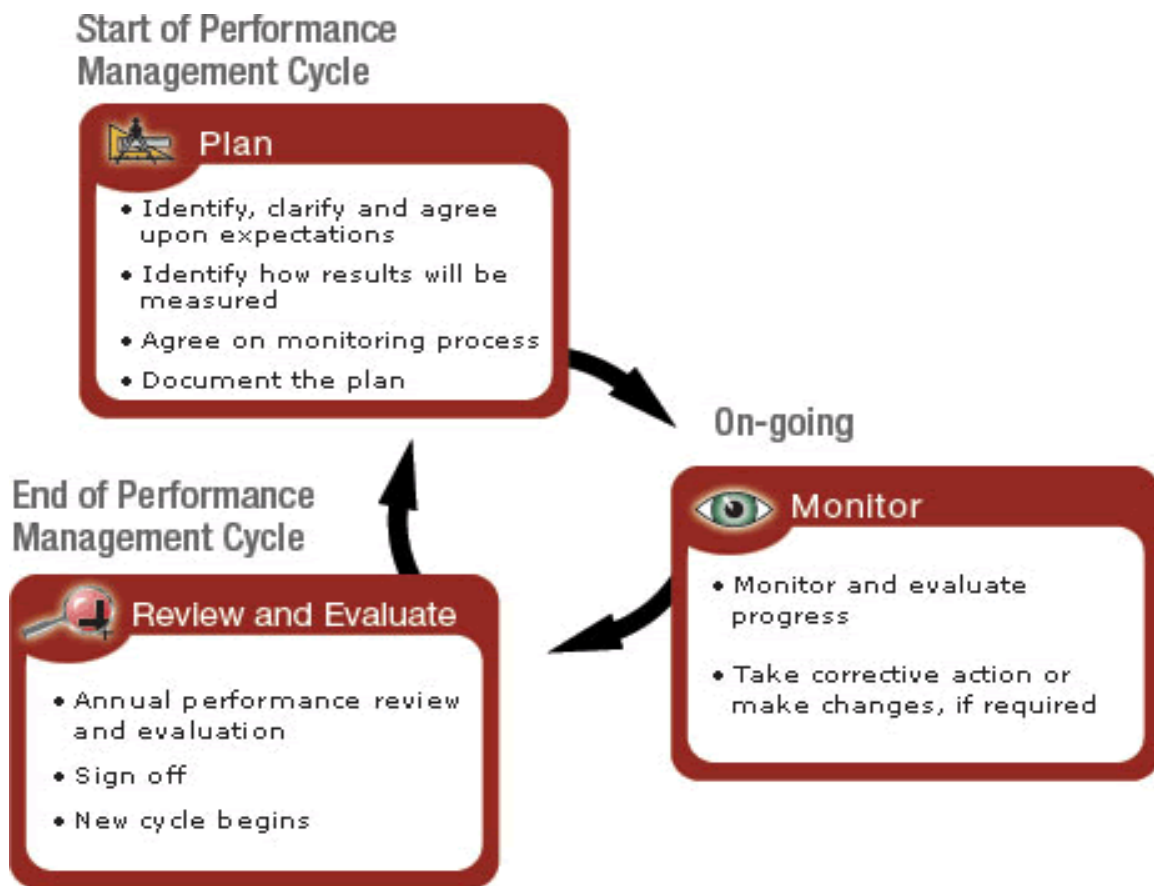 Start of Performance
Management Cycle
Plan
• Identify, clarify and agree
upon expectations
• Identify how results will be
measured
• Agree on monitoring process
• Document the plan
On-going
Monitor
• Monitor and evaluate
progress
• Take corrective action or
make changes, if required
End of Performance
Management Cycle
Review and Evaluate
• Annual performance review
and evaluation
• Sign off
• New cycle begins